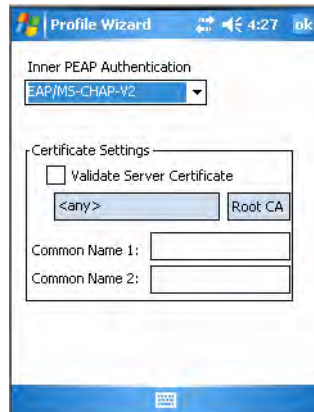 Profile Wizard 4:27 ok
Inner PEAP Authentication
EAP/MS-CHAP-V2
Certificate Settings
Validate Server Certificate
<any> Root CA
Common Name 1:
Common Name 2: